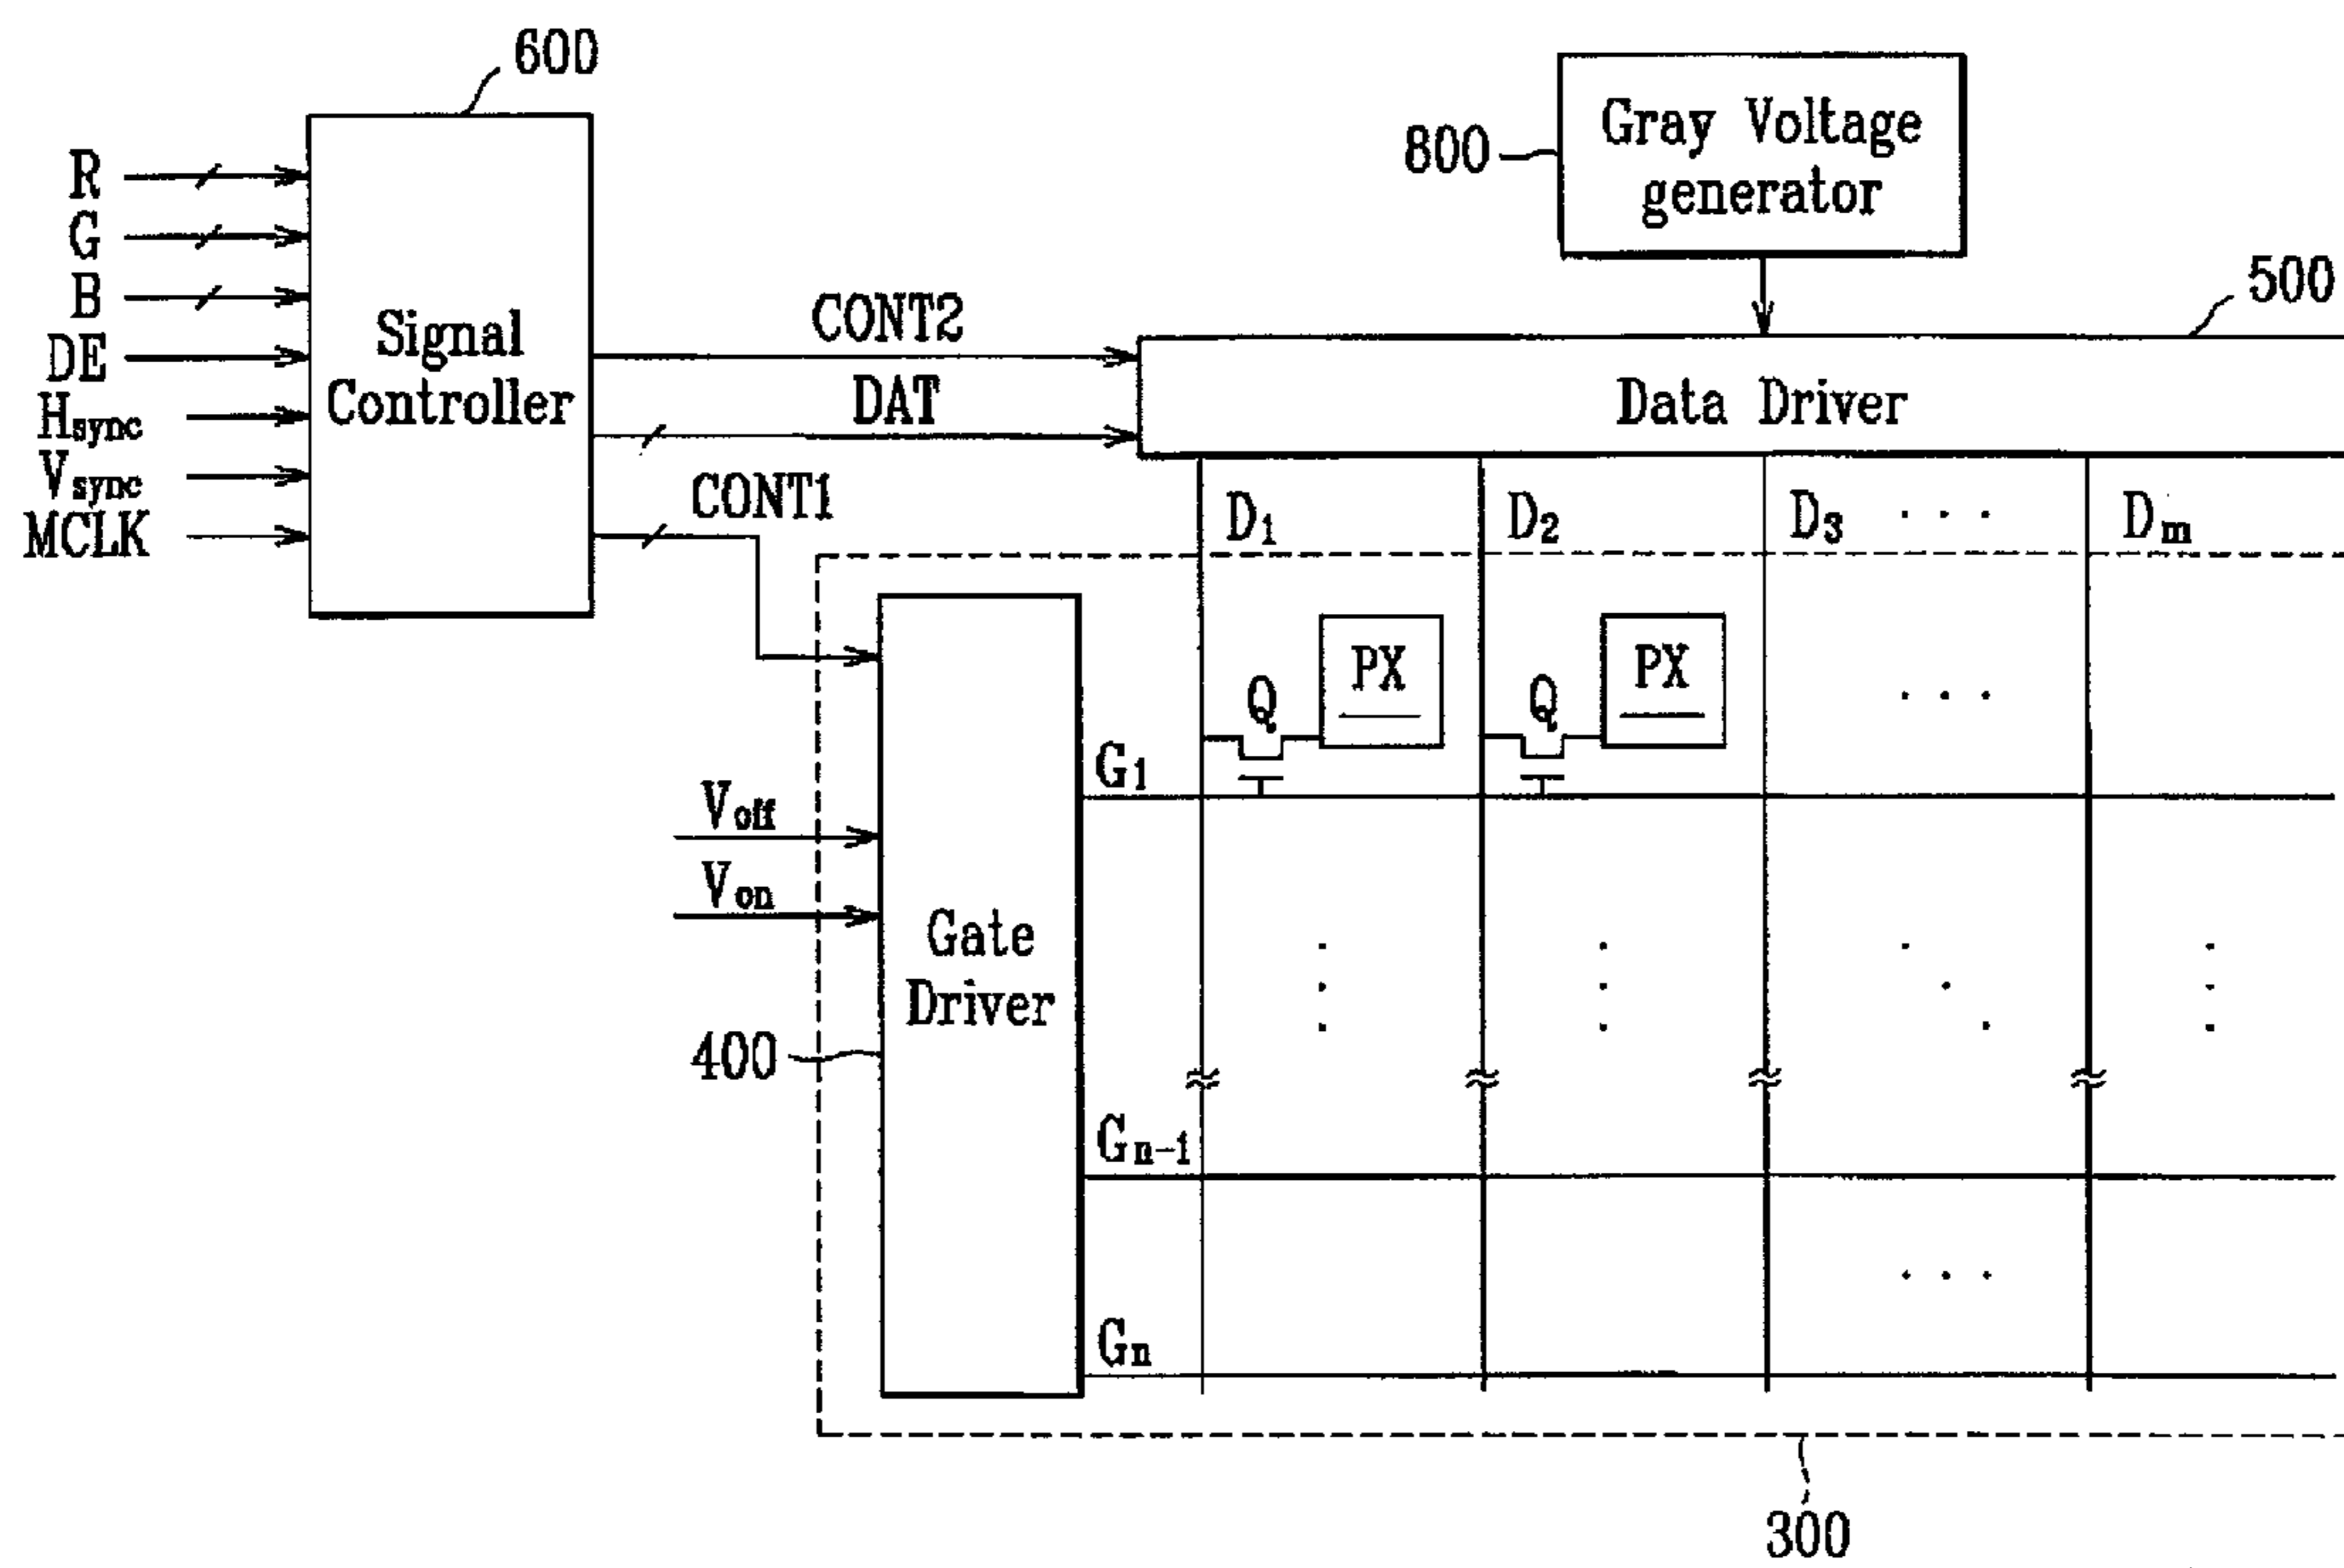 600
R
G
B
DE
Hsync
Vsync
MCLK
Signal
Controller
CONT2
DAT
CONT1
800
Gray Voltage
generator
500
Data Driver
D1 D2 D3 · · · Dm
PX PX
Q Q · · ·
G1
Voff
Von
Gate
Driver
400
Gn-1
Gn
300